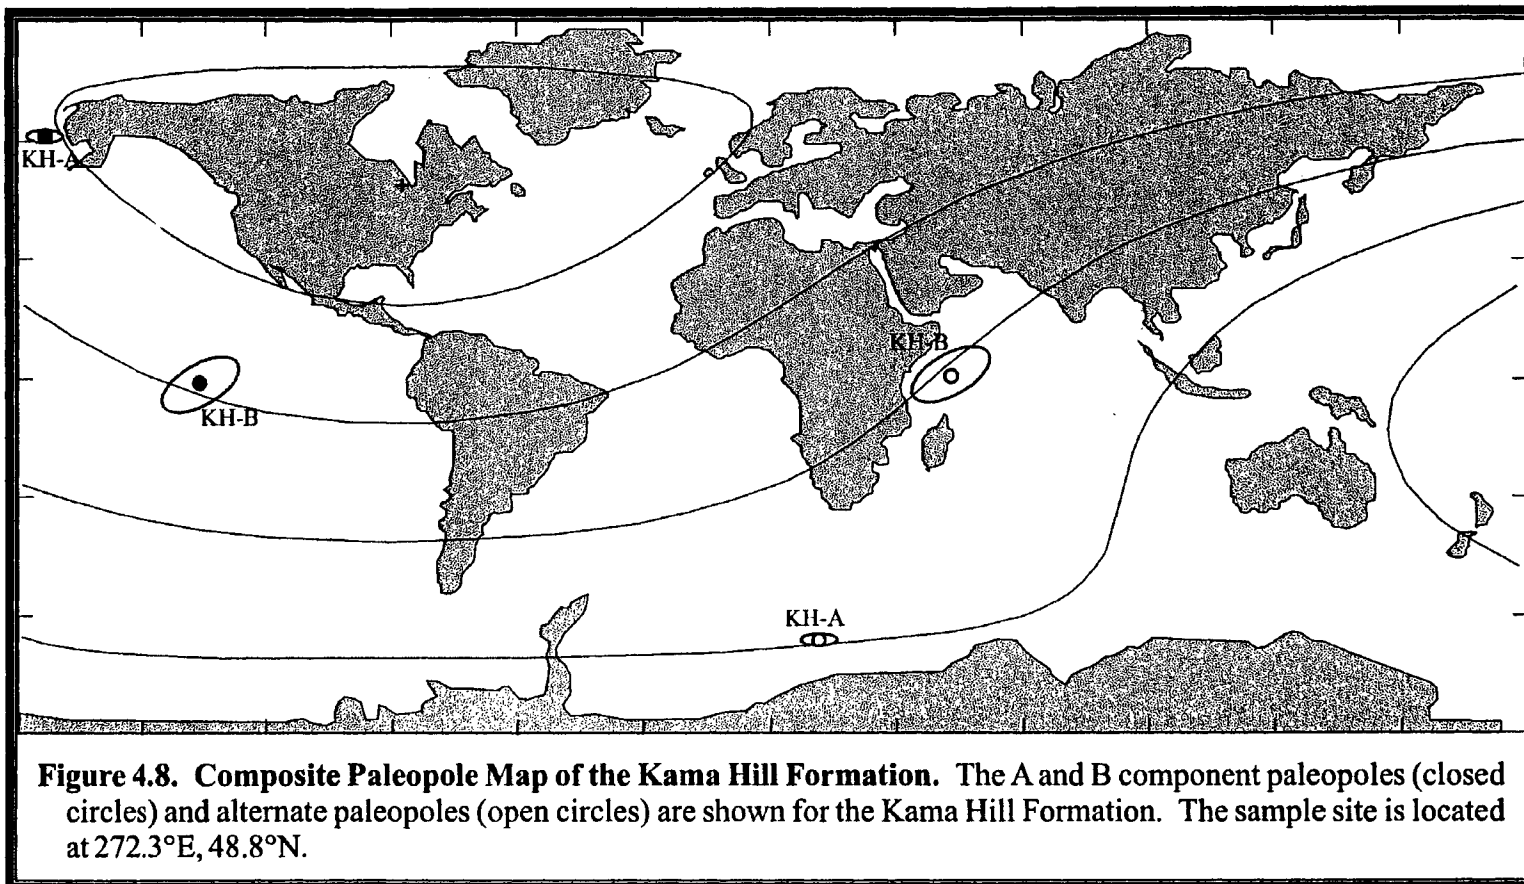 KH-A
KH-B
KH-B
KH-A
Figure 4.8. Composite Paleopole Map of the Kama Hill Formation. The A and B component paleopoles (closed
circles) and alternate paleopoles (open circles) are shown for the Kama Hill Formation. The sample site is located
at 272.3°E, 48.8°N.